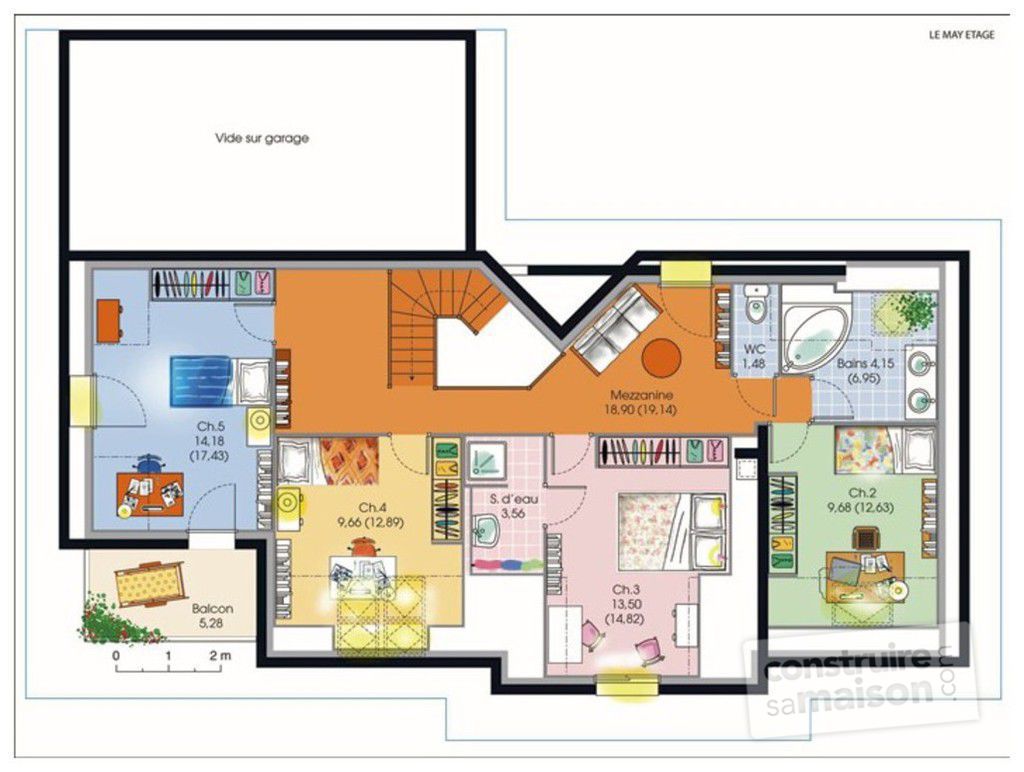 LE MAY ETAGE
Vide sur garage
WC
1,48
Bains 4,15
(6,95)
Mezzanine
18,90 (19,14)
Ch.5
14,18
(17,43)
Ch.4
9,66 (12,89)
S. d'eau
3,56
Ch.2
9,68 (12,63)
Ch.3
13,50
(14,82)
Balcon
5,28
0 1 2 m
construire
samaison
.com